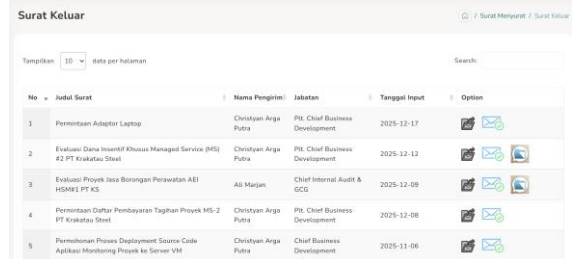 Surat Keluar
/ Surat Menyurat / Surat Keluar
Tampilkan 10 data per halaman
Search:
No Judul Surat Nama Pengirim Jabatan Tanggal Input Option
1 Permintaan Adaptor Laptop Christyan Arga Putra Plt. Chief Business Development 2025-12-17
2 Evaluasi Dana Insentif Khusus Managed Service (MS) #2 PT Krakatau Steel Christyan Arga Putra Plt. Chief Business Development 2025-12-12
3 Evaluasi Proyek Jasa Borongan Perawatan AEI HSM#1 PT KS Ali Marjan Chief Internal Audit & GCG 2025-12-09
4 Permintaan Daftar Pembayaran Tagihan Proyek MS-2 PT Krakatau Steel Christyan Arga Putra Plt. Chief Business Development 2025-12-08
5 Permohonan Proses Deployment Source Code Aplikasi Monitoring Proyek ke Server VM Christyan Arga Putra Chief Business Development 2025-11-06